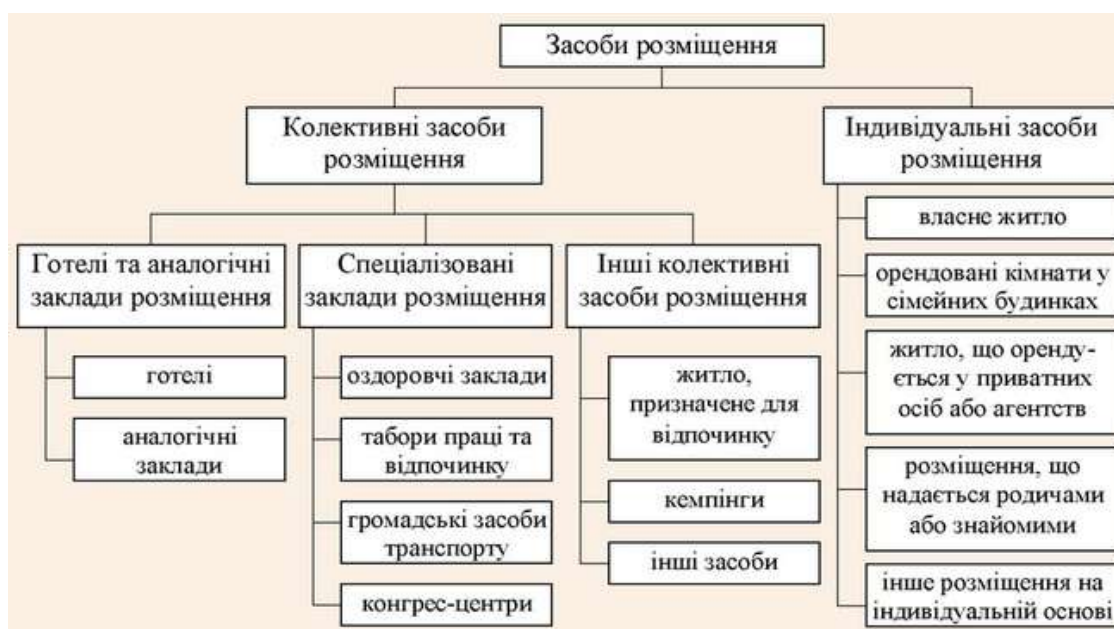 Засоби розміщення
Колективні засоби
розміщення
Індивідуальні засоби
розміщення
Готелі та аналогічні
заклади розміщення
готелі
аналогічні
заклади
Спеціалізовані
заклади розміщення
оздоровчі заклади
табори праці та
відпочинку
громадські засоби
транспорту
конгрес-центри
Інші колективні
засоби розміщення
житло,
призначене для
відпочинку
кемпінги
інші засоби
власне житло
орендовані кімнати у
сімейних будинках
житло, що оренду-
ється у приватних
осіб або агентств
розміщення, що
надається родичами
або знайомими
інше розміщення на
індивідуальній основі